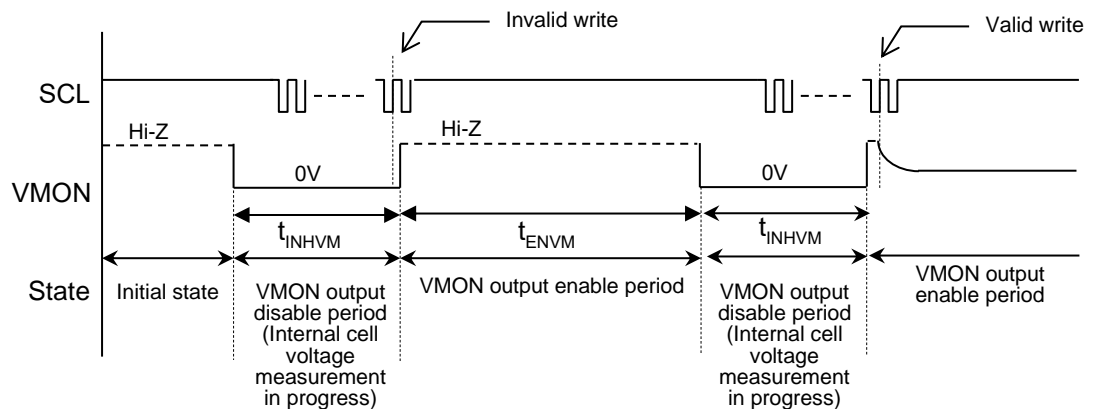 Invalid write
Valid write
SCL
Hi-Z
Hi-Z
0V
0V
VMON
tINHVM
tENVM
tINHVM
State
Initial state
VMON output
disable period
(Internal cell
voltage
measurement
in progress)
VMON output enable period
VMON output
disable period
(Internal cell
voltage
measurement
in progress)
VMON output
enable period